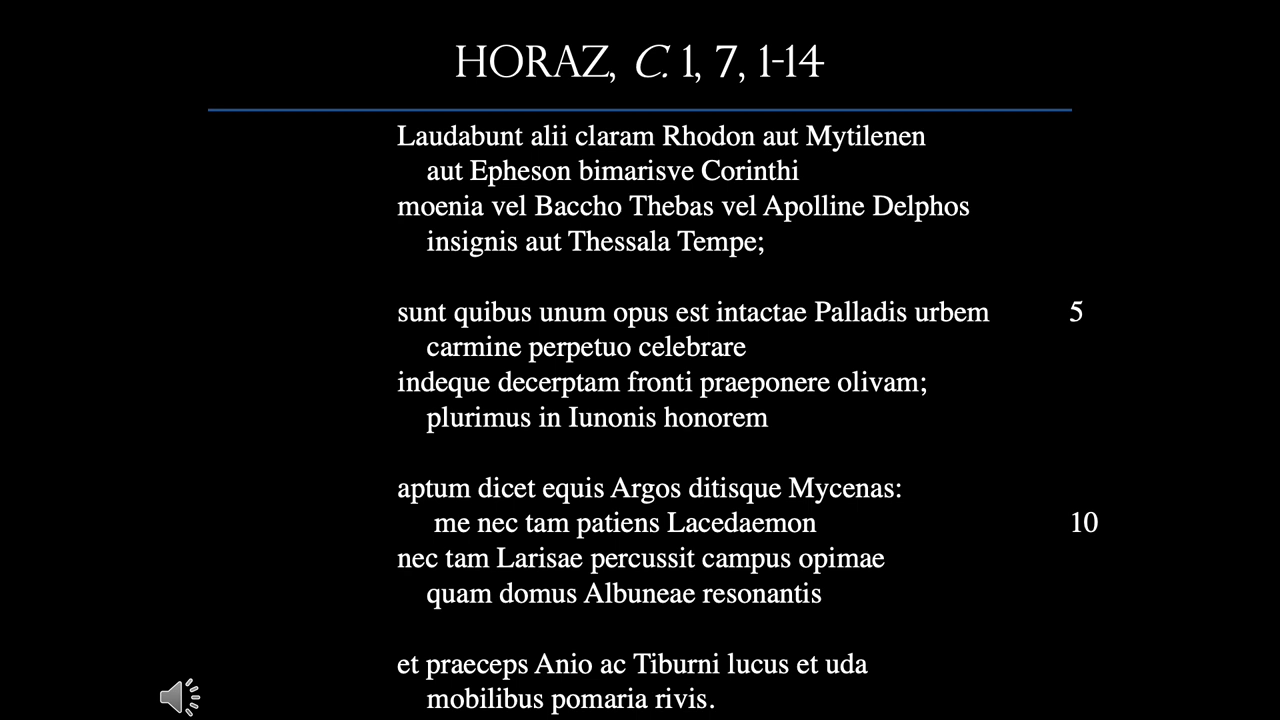 HORAZ, C. 1, 7, 1-14
Laudabunt alii claram Rhodon aut Mytilenen
aut Epheson bimarisve Corinthi
moenia vel Baccho Thebas vel Apolline Delphos
insignis aut Thessala Tempe;
sunt quibus unum opus est intactae Palladis urbem 5
carmine perpetuo celebrare
indeque decerptam fronti praeponere olivam;
plurimus in Iunonis honorem
aptum dicet equis Argos ditisque Mycenas:
me nec tam patiens Lacedaemon 10
nec tam Larisae percussit campus opimae
quam domus Albuneae resonantis
et praeceps Anio ac Tiburni lucus et uda
mobilibus pomaria rivis.